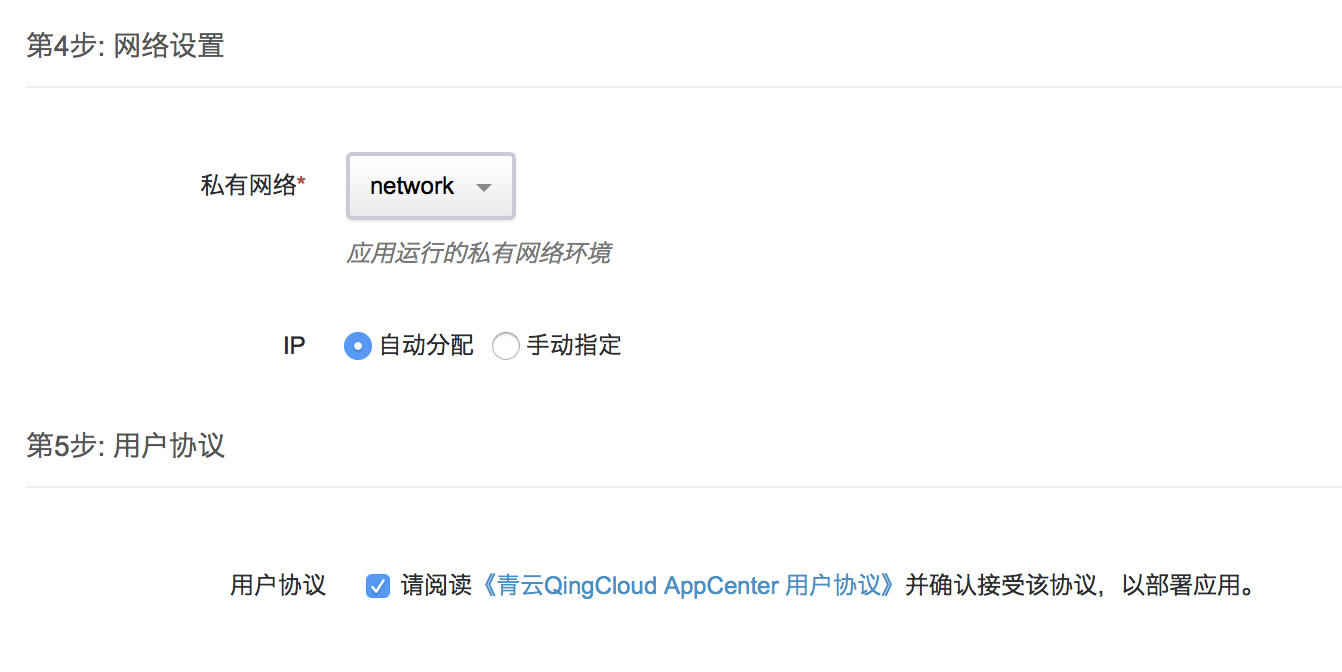 第4步: 网络设置
私有网络*
network
应用运行的私有网络环境
IP 自动分配 手动指定
第5步: 用户协议
用户协议 请阅读《青云QingCloud AppCenter 用户协议》并确认接受该协议，以部署应用。